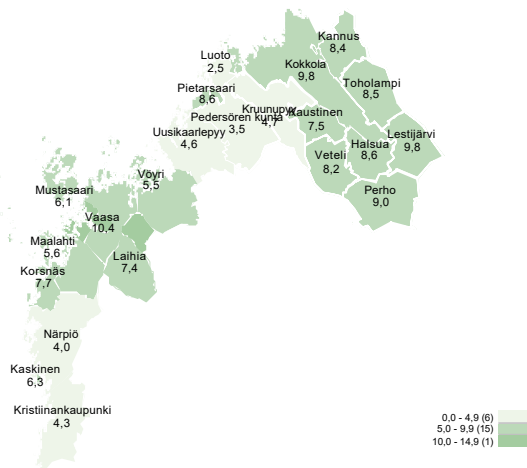 Kannus
8,4
Luoto
2,5
Kokkola
9,8
Toholampi
8,5
Pietarsaari
8,6
Kruunupyy
4,7
Kaustinen
7,5
Pedersören kunta
3,5
Uusikaarlepyy
4,6
Lestijärvi
9,8
Halsua
8,6
Veteli
8,2
Vöyri
5,5
Perho
9,0
Mustasaari
6,1
Vaasa
10,4
Maalahti
5,6
Laihia
7,4
Korsnäs
7,7
Närpiö
4,0
Kaskinen
6,3
Kristiinankaupunki
4,3
0,0 - 4,9 (6)
5,0 - 9,9 (15)
10,0 - 14,9 (1)